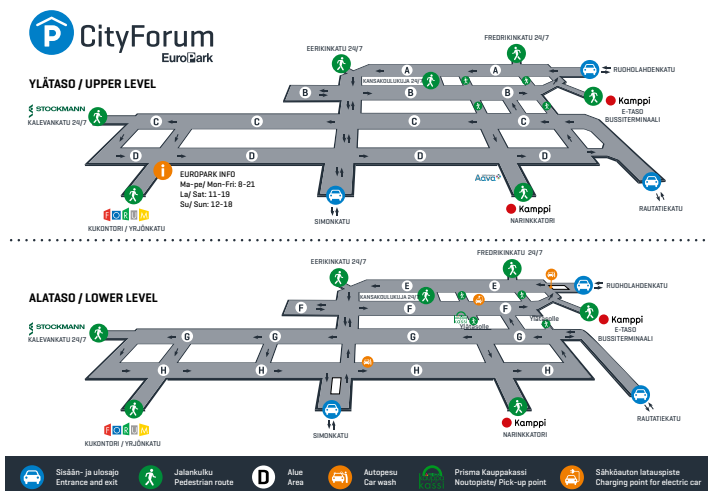 P CityForum
EuroPark
YLÄTASO / UPPER LEVEL
EERIKINKATU 24/7
FREDRIKINKATU 24/7
RUOHOLAHDENKATU
A
A
KANSAKOULUKUJA 24/7
B
B
B
Kamppi
E-TASO
BUSSITERMINAALI
STOCKMANN
KALEVANKATU 24/7
C
C
C
C
D
D
D
D
i
EUROPARK INFO
Ma-pe/ Mon-Fri: 8-21
La/ Sat: 11-19
Su/ Sun: 12-18
Aava
FORUM
KUKONTORI / YRJÖNKATU
SIMONKATU
Kamppi
NARINKKATORI
RAUTATIEKATU
ALATASO / LOWER LEVEL
EERIKINKATU 24/7
FREDRIKINKATU 24/7
RUOHOLAHDENKATU
E
E
KANSAKOULUKUJA 24/7
F
F
F
Ylätasolle
Ylätasolle
Kamppi
E-TASO
BUSSITERMINAALI
STOCKMANN
KALEVANKATU 24/7
G
G
G
G
H
H
H
H
FORUM
KUKONTORI / YRJÖNKATU
SIMONKATU
Kamppi
NARINKKATORI
RAUTATIEKATU
Sisään- ja ulosajo
Entrance and exit
Jalankulku
Pedestrian route
D
Alue
Area
Autopesu
Car wash
kassi
Prisma Kauppakassi
Noutopiste/ Pick-up point
Sähköauton latauspiste
Charging point for electric car